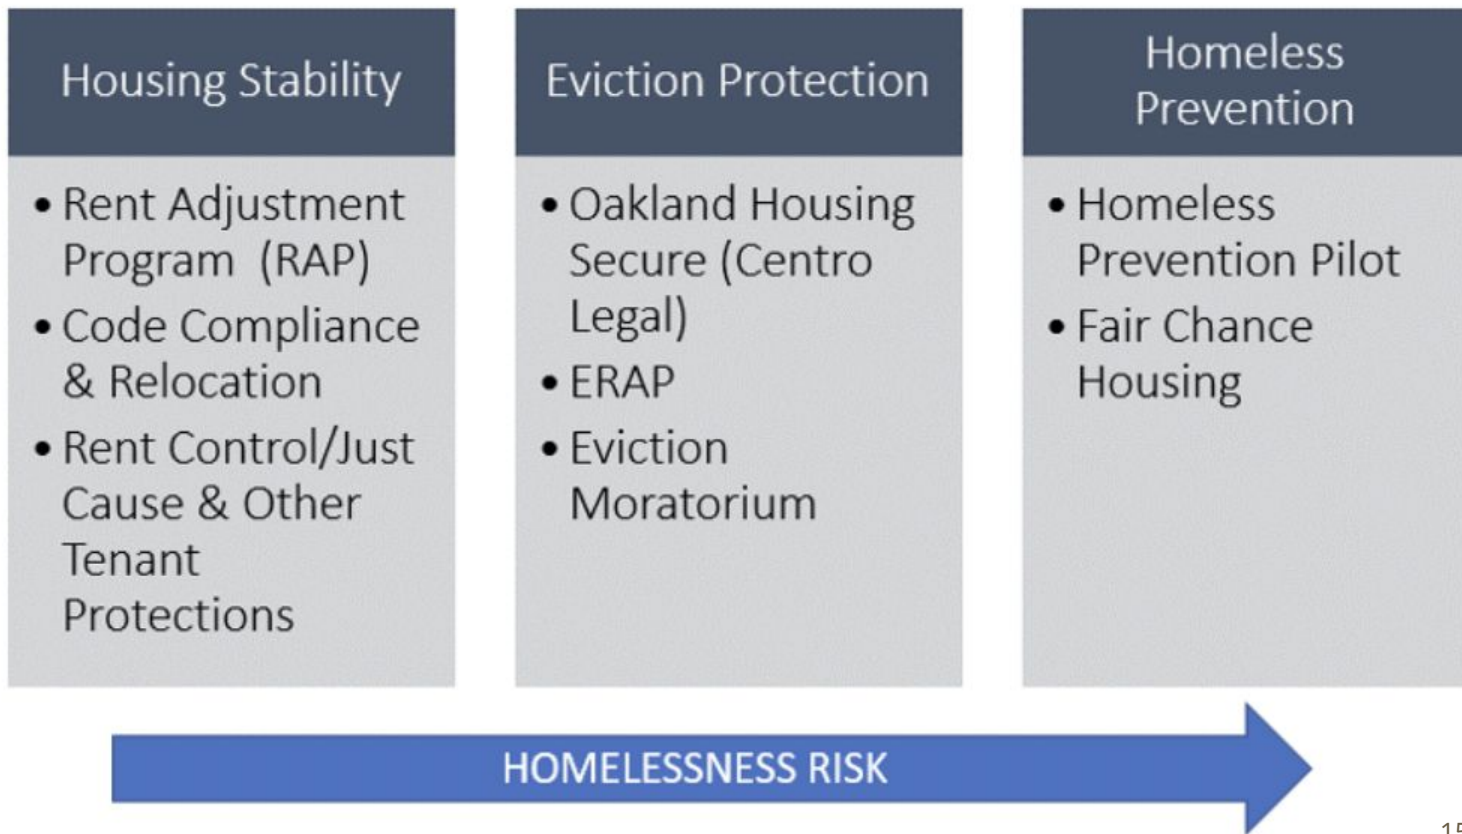 Housing Stability
• Rent Adjustment
Program (RAP)
• Code Compliance
& Relocation
• Rent Control/Just
Cause & Other
Tenant
Protections
Eviction Protection
• Oakland Housing
Secure (Centro
Legal)
• ERAP
• Eviction
Moratorium
Homeless
Prevention
• Homeless
Prevention Pilot
• Fair Chance
Housing
HOMELESSNESS RISK
15